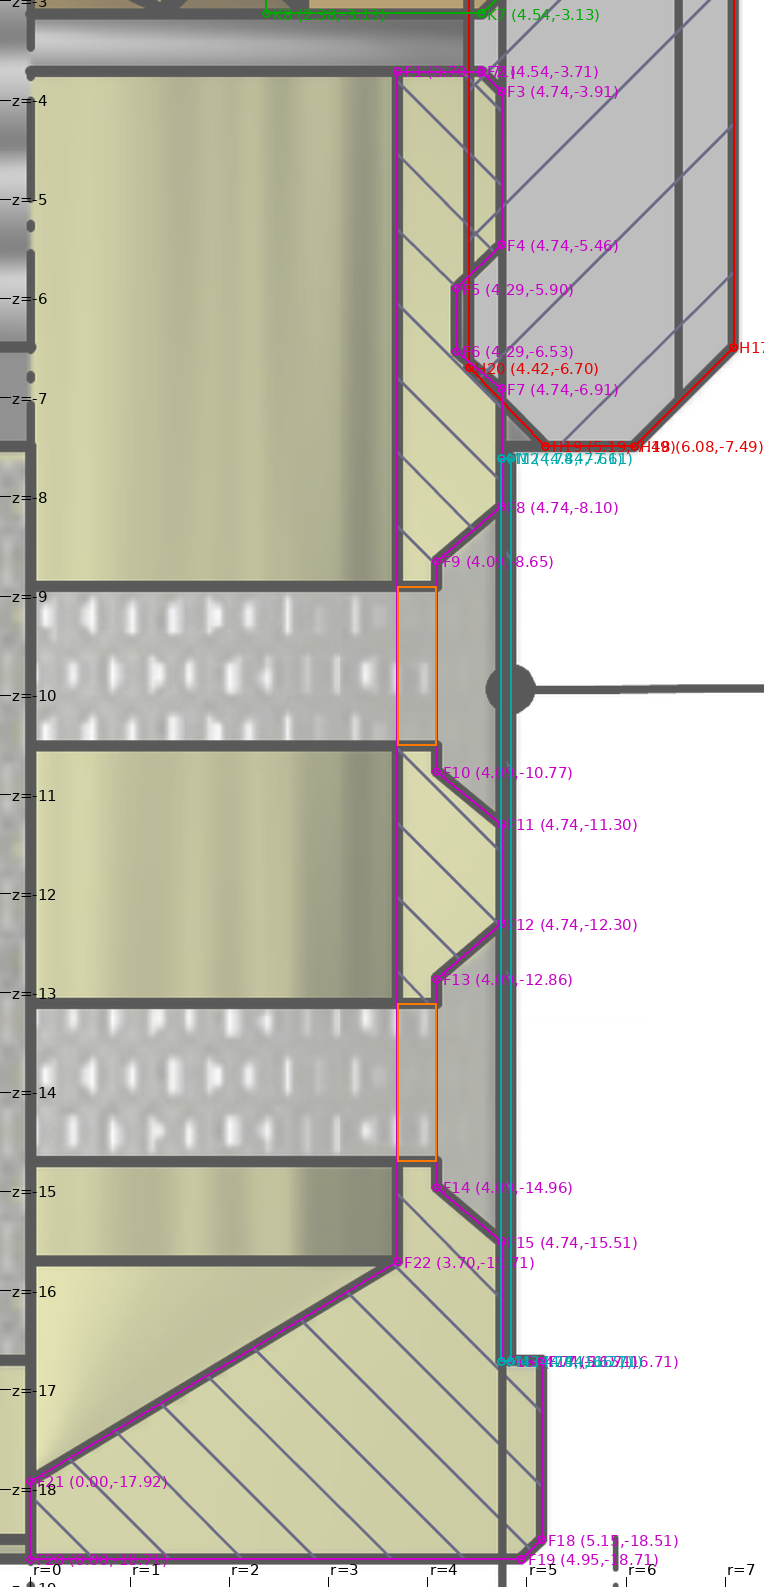 z=-3
K7 (4.54,-3.13)
(4.54,-3.71)
F3 (4.74,-3.91)
z=-4
z=-5
F4 (4.74,-5.46)
F5 (4.29,-5.90)
z=-6
F6 (4.29,-6.53)
H17
H20 (4.42,-6.70)
F7 (4.74,-6.91)
z=-7
H18 (6.08,-7.49)
z=-8
F8 (4.74,-8.10)
F9
z=-9
z=-10
F10
z=-11
F11 (4.74,-11.30)
z=-12
F12 (4.74,-12.30)
F13
z=-13
z=-14
F14
z=-15
F15 (4.74,-15.51)
F22 (3.70,
z=-16
z=-17
F21 (0.00,-17.92)
z=-18
F18 (5.15,-18.51)
F19 (4.95,-18.71)
r=0 r=1 r=2 r=3 r=4 r=5 r=6 r=7